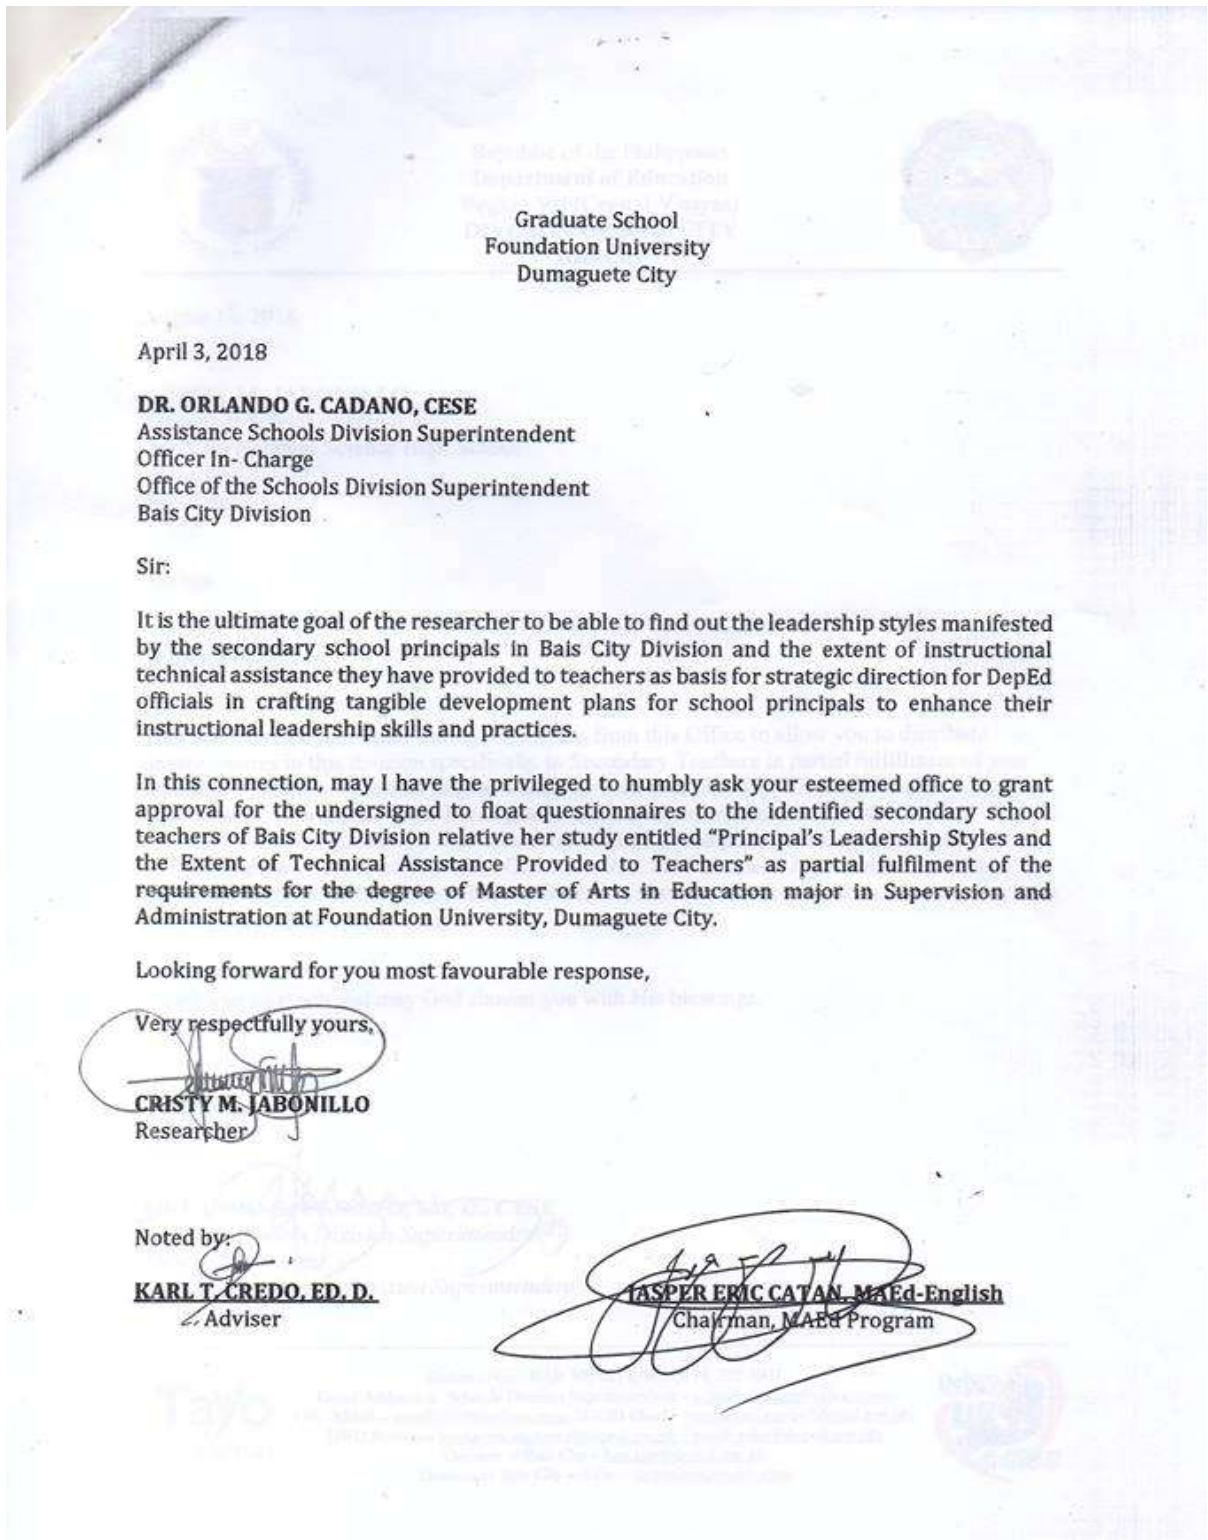 Graduate School
Foundation University
Dumaguete City
April 3, 2018
DR. ORLANDO G. CADANO, CESE
Assistance Schools Division Superintendent
Officer In- Charge
Office of the Schools Division Superintendent
Bais City Division
Sir:
It is the ultimate goal of the researcher to be able to find out the leadership styles manifested
by the secondary school principals in Bais City Division and the extent of instructional
technical assistance they have provided to teachers as basis for strategic direction for DepEd
officials in crafting tangible development plans for school principals to enhance their
instructional leadership skills and practices.
In this connection, may I have the privileged to humbly ask your esteemed office to grant
approval for the undersigned to float questionnaires to the identified secondary school
teachers of Bais City Division relative her study entitled “Principal’s Leadership Styles and
the Extent of Technical Assistance Provided to Teachers” as partial fulfilment of the
requirements for the degree of Master of Arts in Education major in Supervision and
Administration at Foundation University, Dumaguete City.
Looking forward for you most favourable response,
Very respectfully yours,
CRISTY M. JABONILLO
Researcher
Noted by:
KARL T. CREDO, ED, D.
Adviser
JASPER ERIC CATAN, MAEd-English
Chairman, MAEd Program